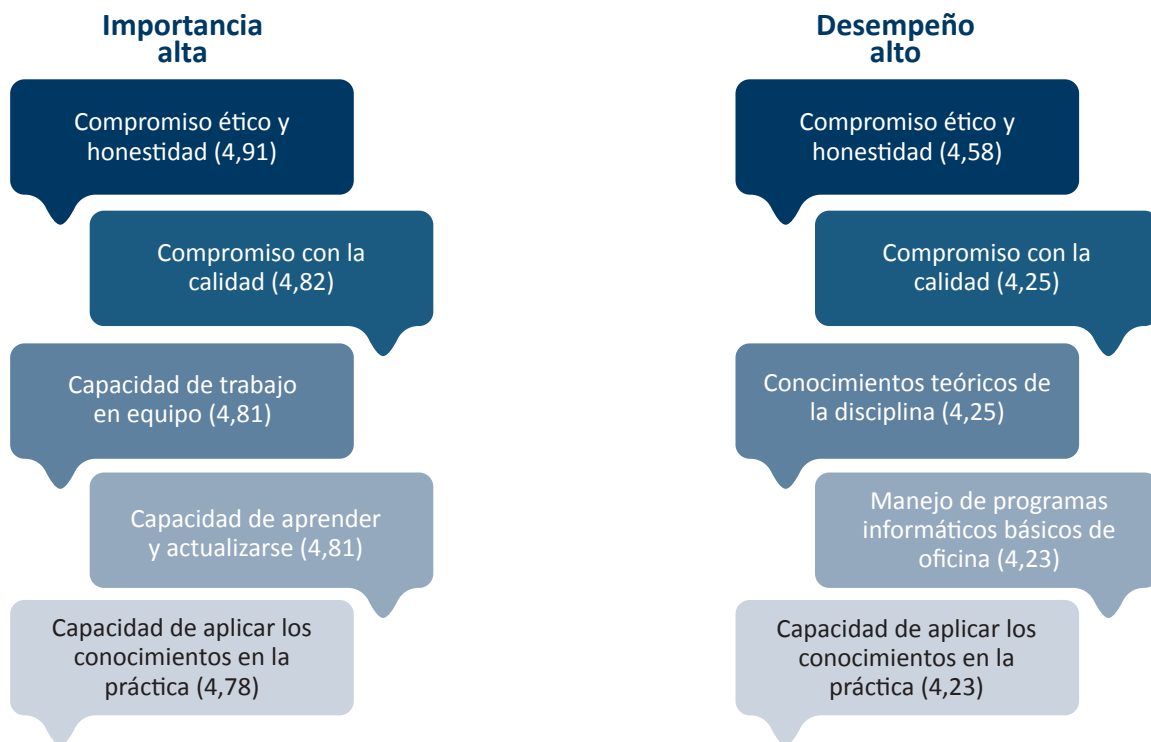 Importancia
alta
Compromiso ético y
honestidad (4,91)
Compromiso con la
calidad (4,82)
Capacidad de trabajo
en equipo (4,81)
Capacidad de aprender
y actualizarse (4,81)
Capacidad de aplicar los
conocimientos en la
práctica (4,78)
Desempeño
alto
Compromiso ético y
honestidad (4,58)
Compromiso con la
calidad (4,25)
Conocimientos teóricos de
la disciplina (4,25)
Manejo de programas
informáticos básicos de
oficina (4,23)
Capacidad de aplicar los
conocimientos en la
práctica (4,23)